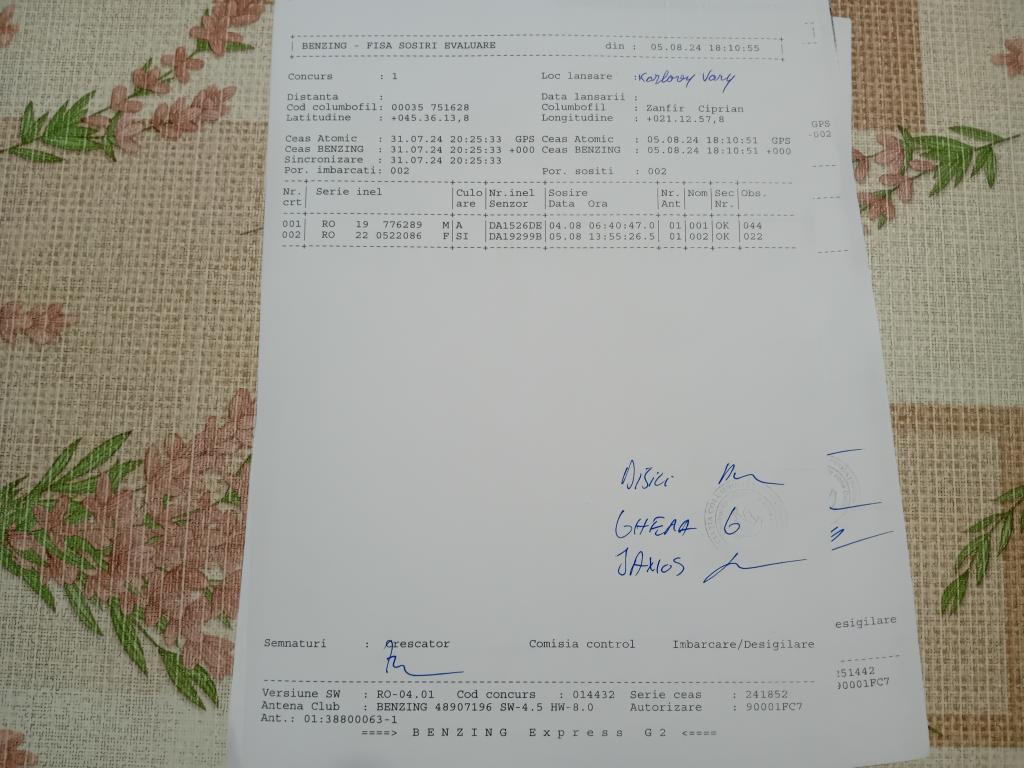 BENZING - FISA SOSIRI EVALUARE din : 05.08.24 18:10:55
Concurs : 1 Loc lansare : Karlovy Vary
Distanta : Data lansarii :
Cod columbofil: 00035 751628 Columbofil : Zanfir Ciprian
Latitudine : +045.36.13,8 Longitudine : +021.12.57,8
Ceas Atomic : 31.07.24 20:25:33 GPS Ceas Atomic : 05.08.24 18:10:51 GPS
Ceas BENZING : 31.07.24 20:25:33 +000 Ceas BENZING : 05.08.24 18:10:51 +000
Sincronizare : 31.07.24 20:25:33
Por. imbarcati: 002 Por. sositi : 002
Nr. Serie inel Culo Nr.inel Sosire Nr. Nom Sec Obs.
crt are Senzor Data Ora Ant Nr.
001 RO 19 776289 M A DA1526DE 04.08 06:40:47.0 01 001 OK 044
002 RO 22 0522086 F SI DA19299B 05.08 13:55:26.5 01 002 OK 022
GPS
-002
GHERA G
Semnaturi : Crescator Comisia control Imbarcare/Desigilare
esigilare
Versiune SW : RO-04.01 Cod concurs : 014432 Serie ceas : 241852
Antena Club : BENZING 48907196 SW-4.5 HW-8.0 Autorizare : 90001FC7
Ant.: 01:38800063-1
====> BENZING Express G2 <====
51442
0001FC7